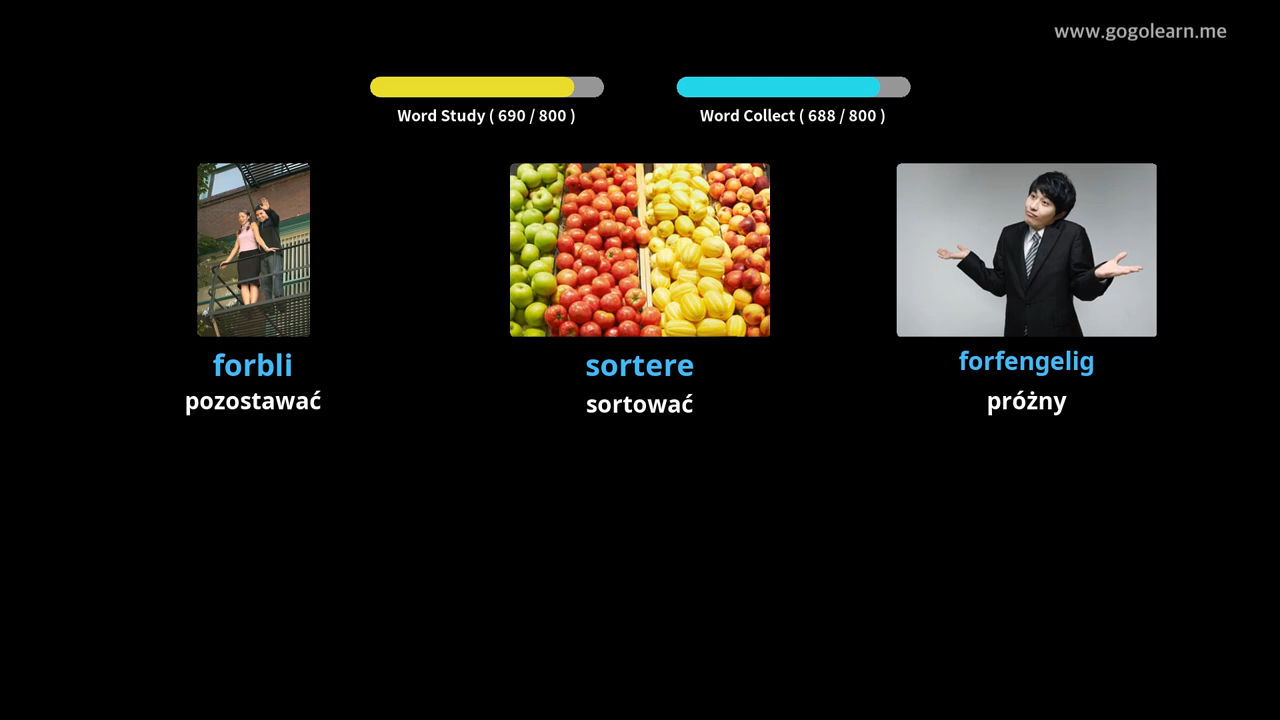 www.gogolearn.me
Word Study ( 690 / 800 )
Word Collect ( 688 / 800 )
forbli
pozostawać
sortere
sortować
forfengelig
próżny